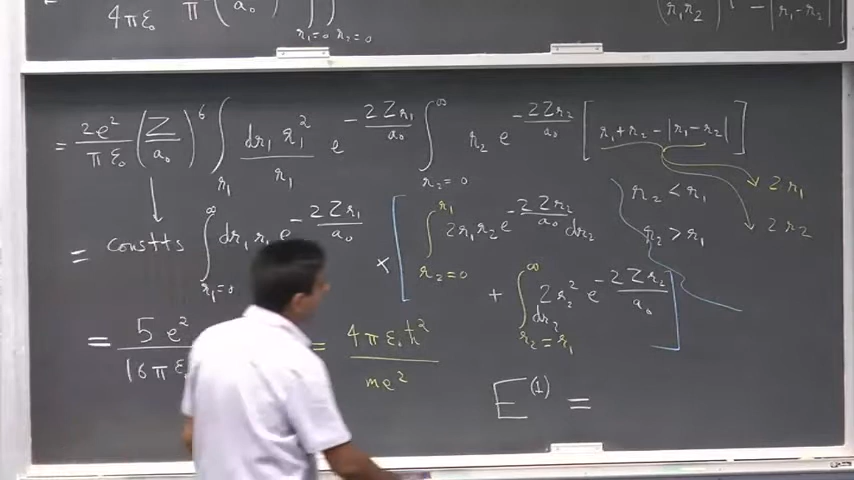 4πε₀ π ( a₀ ) ∫∫ r₁=0 r₂=0 (r₁r₂) - |r₁-r₂|
= 2e²/πε₀ (Z/a₀)⁶ ∫_{r₁} dr₁ r₁²/r₁ e^{-2Zr₁/a₀} ∫_{r₂=0}^{∞} r₂ e^{-2Zr₂/a₀} [r₁+r₂-|r₁-r₂|]
r₂<r₁ 2r₁
r₂>r₁ 2r₂
= constts ∫_{r₁=0}^{∞} dr₁ r₁ e^{-2Zr₁/a₀} × [ ∫_{r₂=0}^{r₁} 2r₁r₂ e^{-2Zr₂/a₀} dr₂
+ ∫_{r₂=r₁}^{∞} 2r₂² e^{-2Zr₂/a₀} dr₂ ]
= 5e²/16πε = 4πε₀ħ²/me²
E⁽¹⁾ =